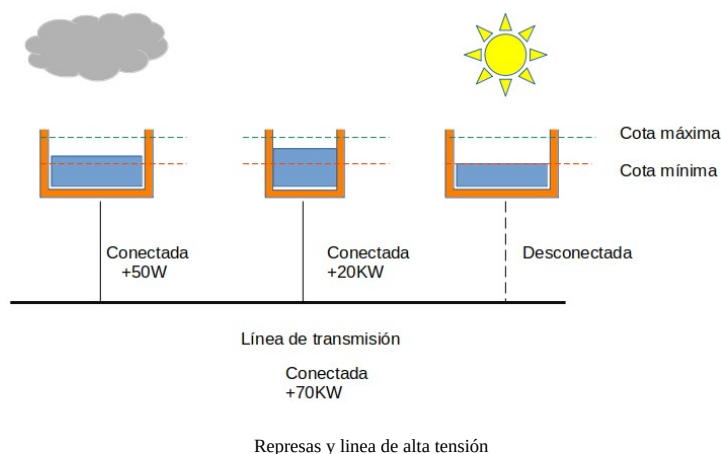 Cota máxima
Cota mínima
Conectada
+50W
Conectada
+20KW
Desconectada
Línea de transmisión
Conectada
+70KW
Represas y linea de alta tensión